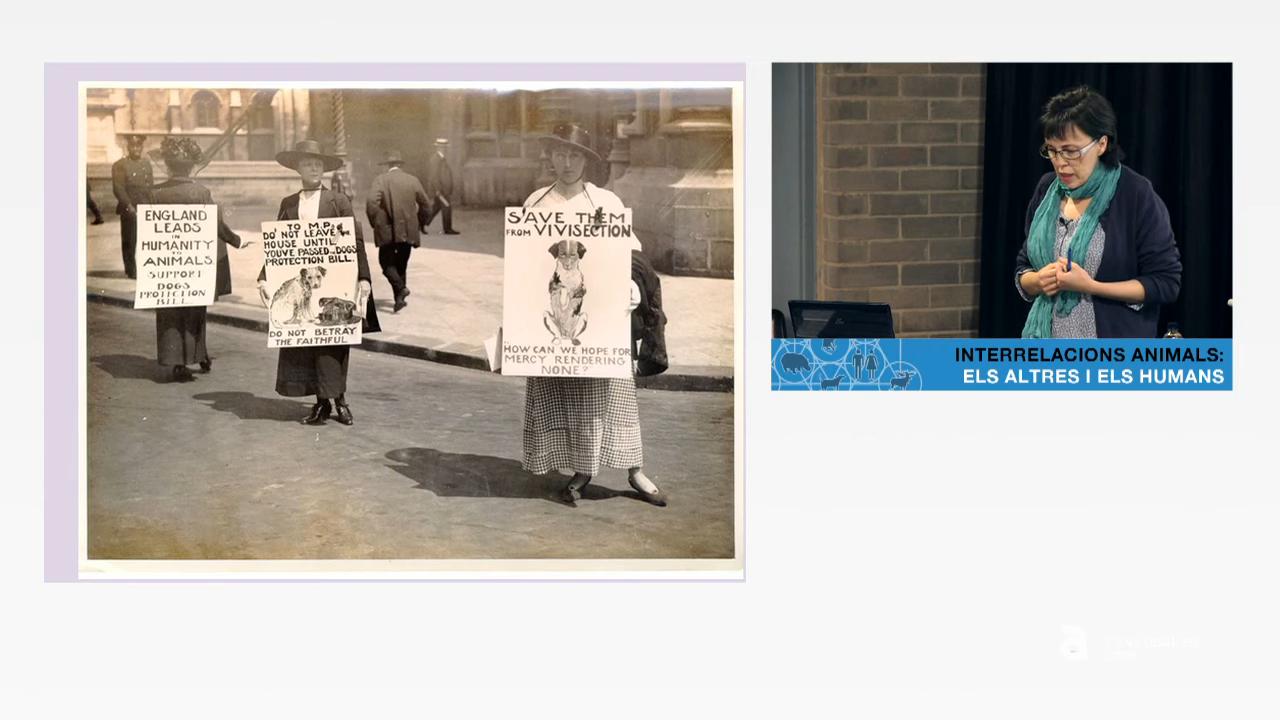 ENGLAND
LEADS
IN
HUMANITY
TO
ANIMALS.
SUPPORT
DOGS
PROTECTION
BILL.
TO M.P.s
DO NOT LEAVE
HOUSE UNTIL
YOU'VE PASSED DOGS
PROTECTION BILL.
DO NOT BETRAY
THE FAITHFUL
SAVE THEM
FROM VIVISECTION
HOW CAN WE HOPE FOR
MERCY RENDERING
NONE?
INTERRELACIONS ANIMALS:
ELS ALTRES I ELS HUMANS